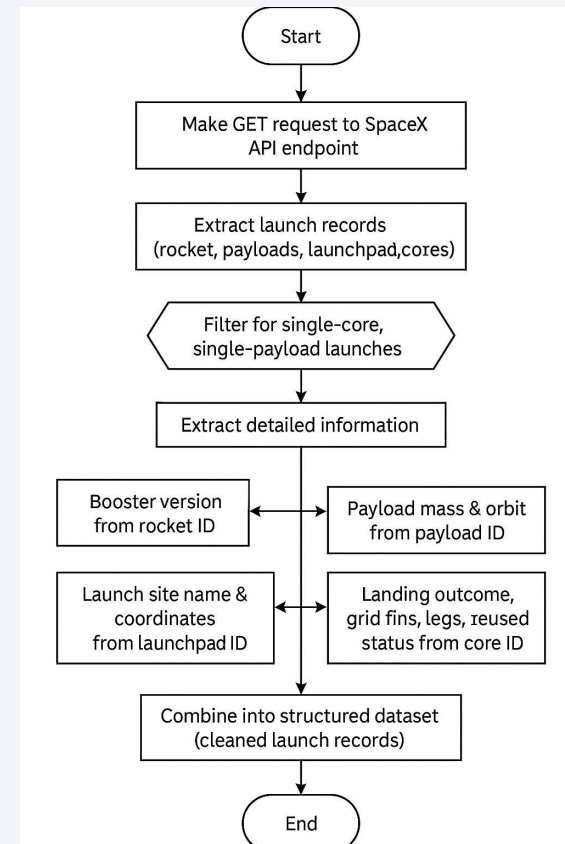 Start
Make GET request to SpaceX
API endpoint
Extract launch records
(rocket, payloads, launchpad,cores)
Filter for single-core,
single-payload launches
Extract detailed information
Booster version
from rocket ID
Payload mass & orbit
from payload ID
Launch site name &
coordinates
from launchpad ID
Landing outcome,
grid fins, legs, reused
status from core ID
Combine into structured dataset
(cleaned launch records)
End